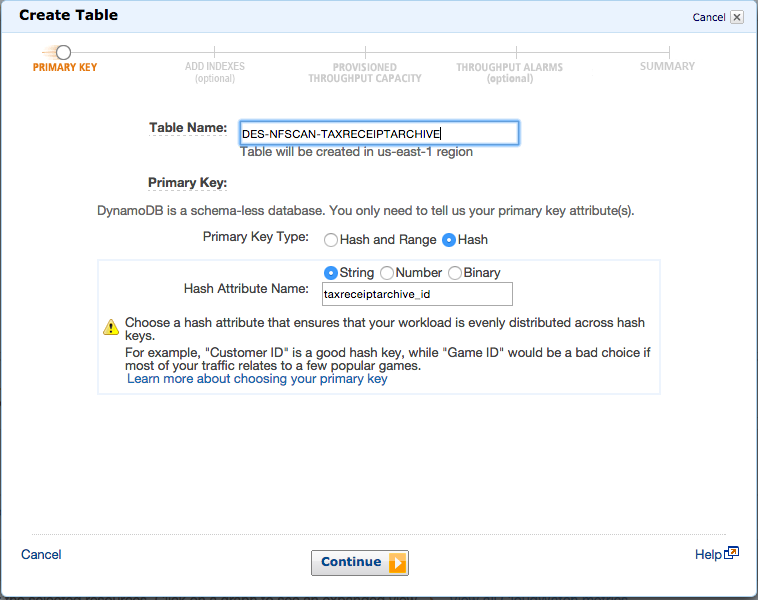 Create Table
Cancel
PRIMARY KEY
ADD INDEXES
(optional)
PROVISIONED
THROUGHPUT CAPACITY
THROUGHPUT ALARMS
(optional)
SUMMARY
Table Name:
DES-NFSCAN-TAXRECEIPTARCHIVE
Table will be created in us-east-1 region
Primary Key:
DynamoDB is a schema-less database. You only need to tell us your primary key attribute(s).
Primary Key Type:
Hash and Range
Hash
String
Number
Binary
Hash Attribute Name:
taxreceiptarchive_id
Choose a hash attribute that ensures that your workload is evenly distributed across hash
keys.
For example, "Customer ID" is a good hash key, while "Game ID" would be a bad choice if
most of your traffic relates to a few popular games.
Learn more about choosing your primary key
Cancel
Continue
Help